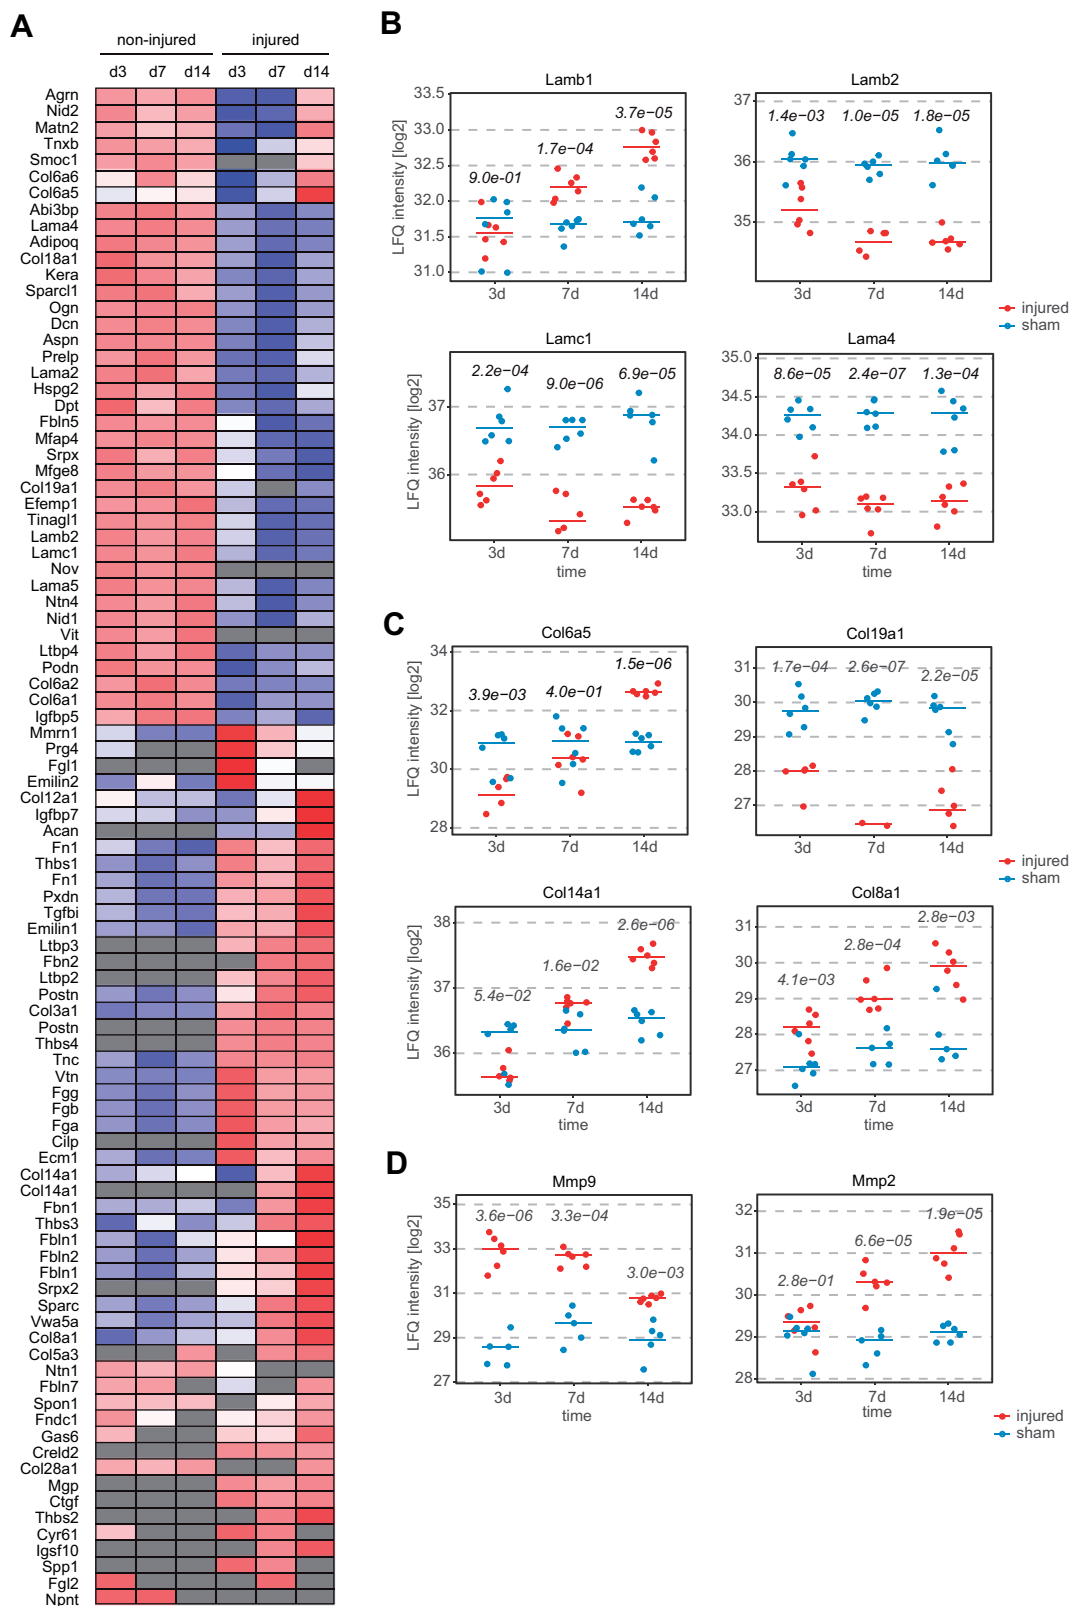 A
non-injured injured
d3 d7 d14 d3 d7 d14
Agrn
Nid2
Matn2
Tnxb
Smoc1
Col6a6
Col6a5
Abi3bp
Lama4
Adipoq
Col18a1
Kera
Sparcl1
Ogn
Dcn
Aspn
Prelp
Lama2
Hspg2
Dpt
Fbln5
Mfap4
Srpx
Mfge8
Col19a1
Efemp1
Tinagl1
Lamb2
Lamc1
Nov
Lama5
Ntn4
Nid1
Vit
Ltbp4
Podn
Col6a2
Col6a1
Igfbp5
Mmrn1
Prg4
Fgl1
Emilin2
Col12a1
Igfbp7
Acan
Fn1
Thbs1
Fn1
Pxdn
Tgfbi
Emilin1
Ltbp3
Fbn2
Ltbp2
Postn
Col3a1
Postn
Thbs4
Tnc
Vtn
Fgg
Fgb
Fga
Cilp
Ecm1
Col14a1
Col14a1
Fbn1
Thbs3
Fbln1
Fbln2
Fbln1
Srpx2
Sparc
Vwa5a
Col8a1
Col5a3
Ntn1
Fbln7
Spon1
Fndc1
Gas6
Creld2
Col28a1
Mgp
Ctgf
Thbs2
Cyr61
Igsf10
Spp1
Fgl2
Npnt
B
Lamb1
LFQ intensity [log2]
33.5
33.0
32.5
32.0
31.5
31.0
9.0e-01
1.7e-04
3.7e-05
3d 7d 14d
Lamb2
37
36
35
1.4e-03 1.0e-05 1.8e-05
3d 7d 14d
injured
sham
Lamc1
LFQ intensity [log2]
37
36
2.2e-04 9.0e-06 6.9e-05
3d 7d 14d
time
Lama4
35.0
34.5
34.0
33.5
33.0
8.6e-05 2.4e-07 1.3e-04
3d 7d 14d
time
C
Col6a5
LFQ intensity [log2]
34
32
30
28
3.9e-03 4.0e-01 1.5e-06
3d 7d 14d
Col19a1
31
30
29
28
27
1.7e-04 2.6e-07 2.2e-05
3d 7d 14d
injured
sham
Col14a1
LFQ intensity [log2]
38
37
36
5.4e-02 1.6e-02 2.6e-06
3d 7d 14d
time
Col8a1
31
30
29
28
27
4.1e-03 2.8e-04 2.8e-03
3d 7d 14d
time
D
Mmp9
LFQ intensity [log2]
35
33
31
29
27
3.6e-06 3.3e-04 3.0e-03
3d 7d 14d
time
Mmp2
32
31
30
29
28
2.8e-01 6.6e-05 1.9e-05
3d 7d 14d
time
injured
sham